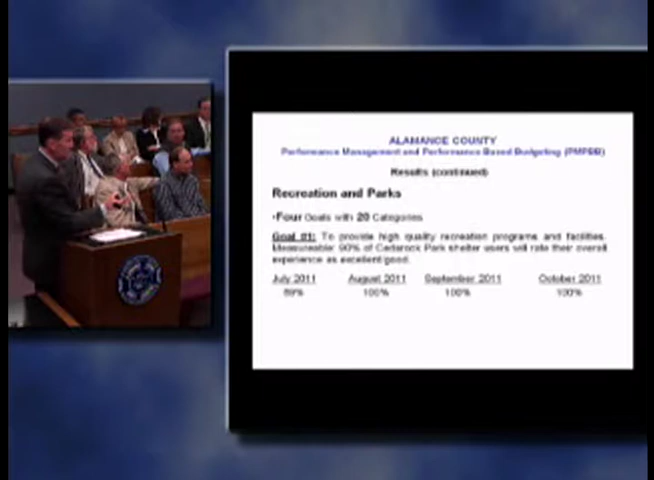 ALAMANCE COUNTY
Performance Management and Performance Based Budgeting (PMPBB)
Results (continued)
Recreation and Parks
•Four Goals with 20 Categories
Goal #1: To provide high quality recreation programs and facilities.
Measureable: 90% of Cedarock Park shelter users will rate their overall
experience as excellent/good.
July 2011 August 2011 September 2011 October 2011
100% 100% 100%